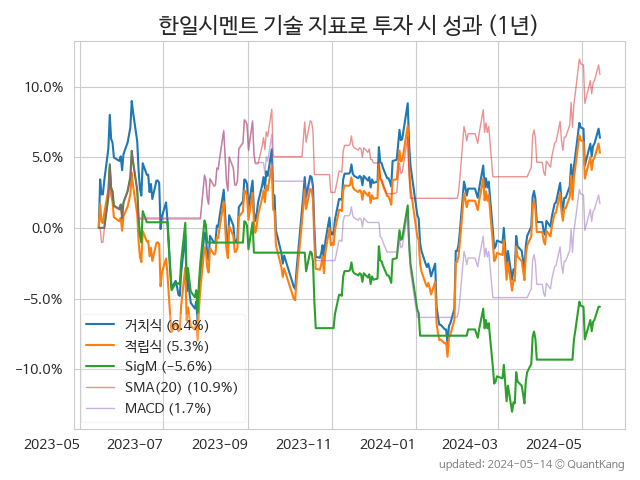 한일시멘트 기술 지표로 투자 시 성과 (1년)
10.0%
5.0%
0.0%
−5.0%
−10.0%
거치식 (6.4%)
적립식 (5.3%)
SigM (−5.6%)
SMA(20) (10.9%)
MACD (1.7%)
2023-05 2023-07 2023-09 2023-11 2024-01 2024-03 2024-05
updated: 2024-05-14 ⓒ QuantKang